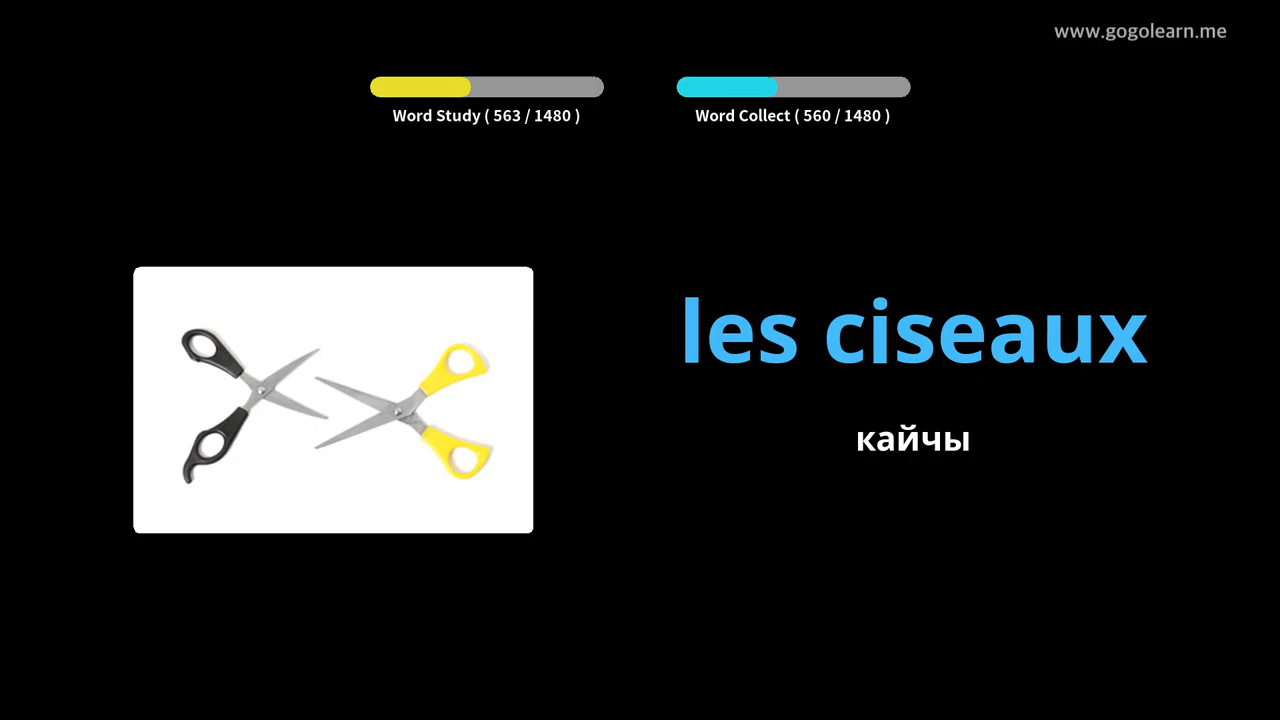 www.gogolearn.me
Word Study ( 563 / 1480 )
Word Collect ( 560 / 1480 )
les ciseaux
кайчы